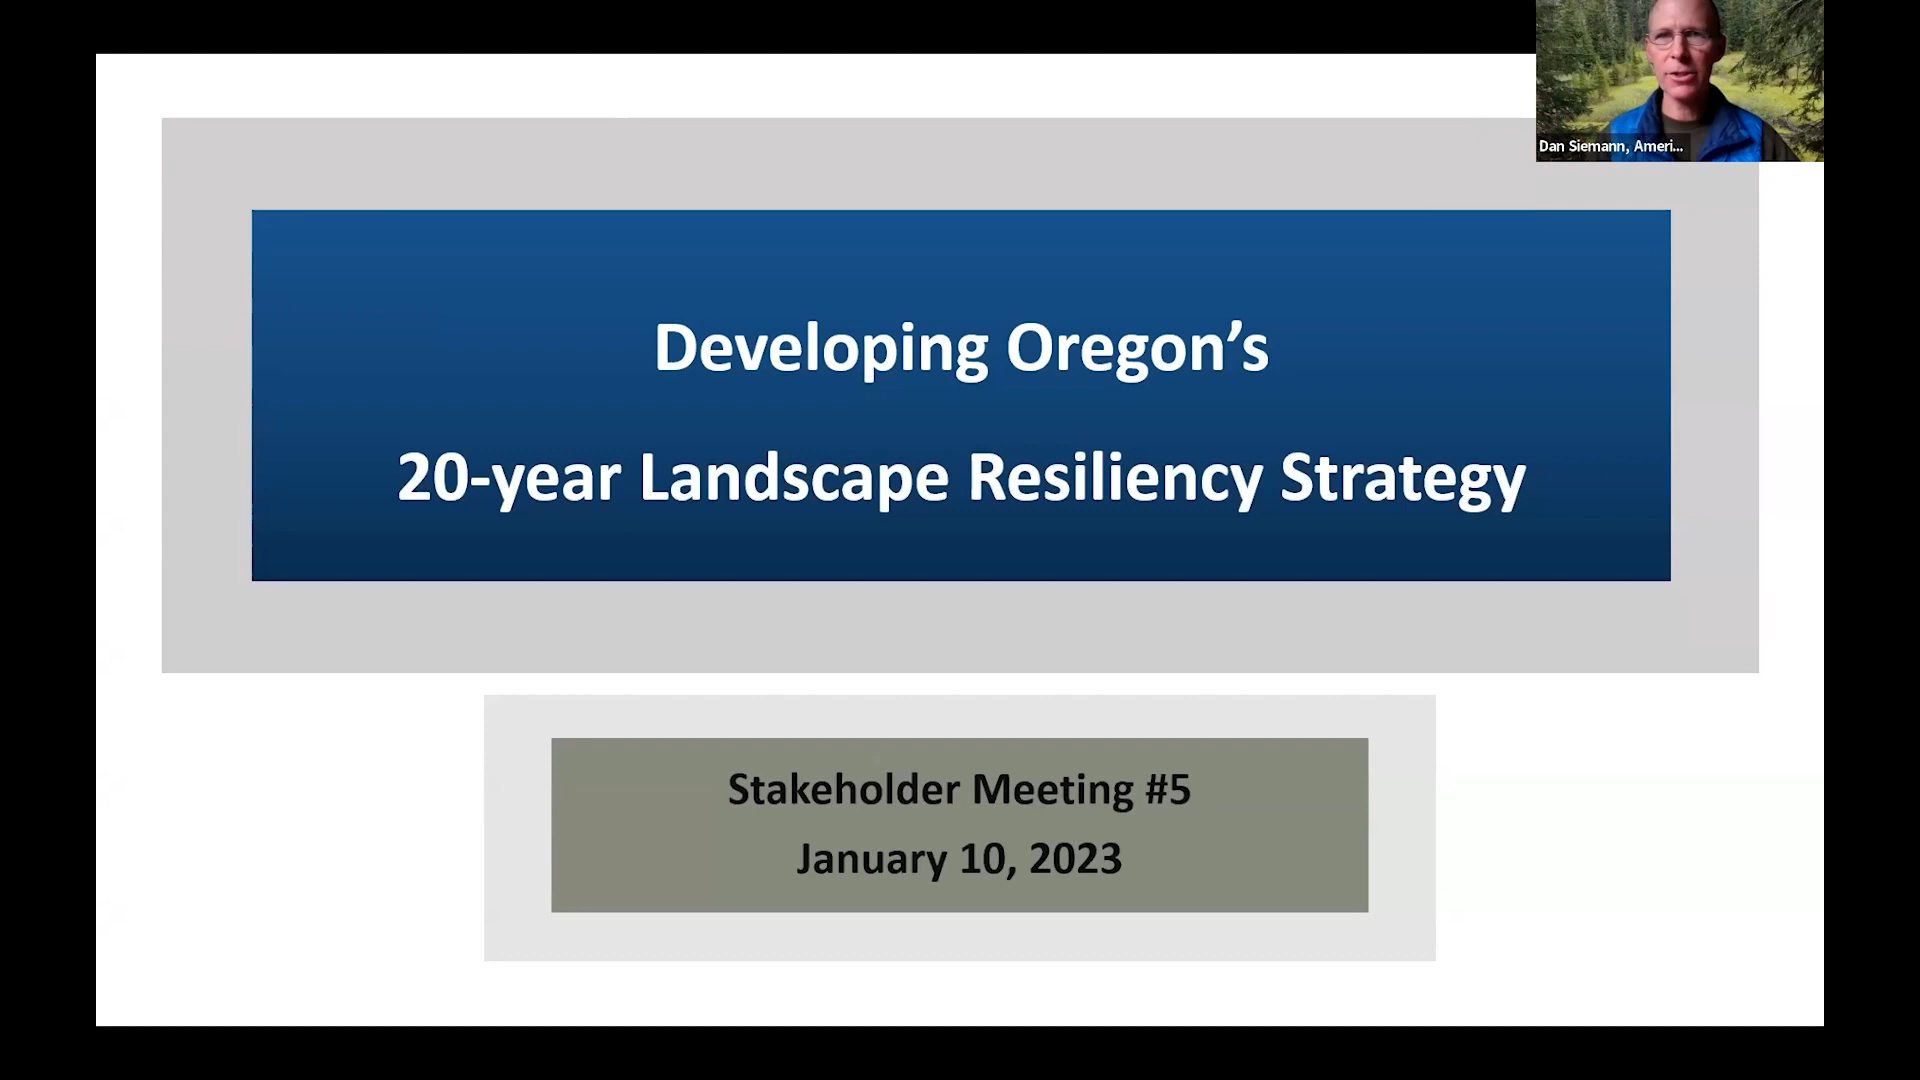 Dan Siemann, Ameri...
Developing Oregon’s
20-year Landscape Resiliency Strategy
Stakeholder Meeting #5
January 10, 2023